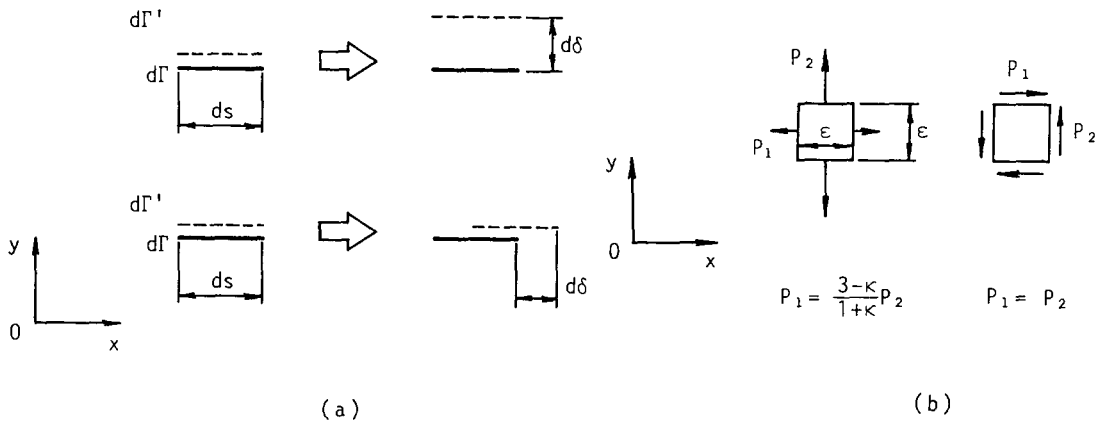 dΓ'
dΓ
ds
dδ
dΓ'
dΓ
ds
dδ
y
0
x
(a)
P₂
P₁
ε
ε
P₁
P₂
y
0
x
P₁ = 3-κ/1+κ P₂
P₁ = P₂
(b)